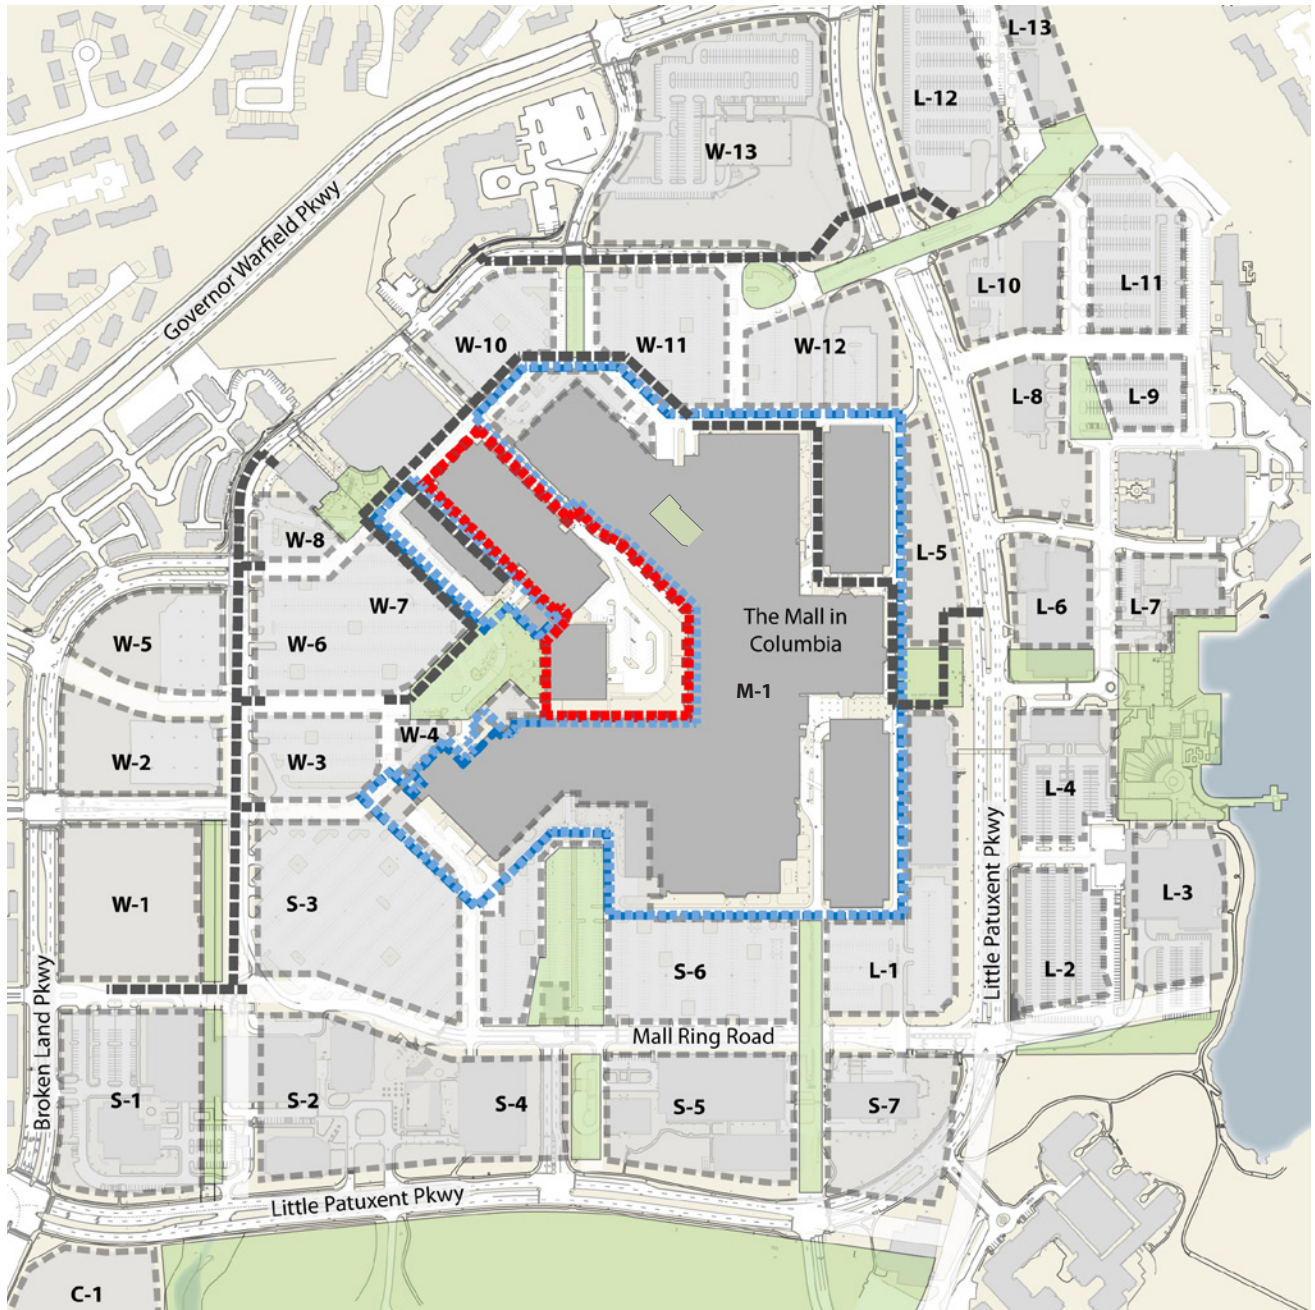 L-13
L-12
W-13
Governor Warfield Pkwy
L-10
L-11
W-10
W-11
W-12
L-8
L-9
W-8
L-5
W-7
L-6
L-7
The Mall in
Columbia
W-5
W-6
M-1
W-4
W-2
W-3
L-4
Little Patuxent Pkwy
W-1
S-3
L-3
S-6
L-1
L-2
Broken Land Pkwy
Mall Ring Road
S-1
S-2
S-4
S-5
S-7
Little Patuxent Pkwy
C-1